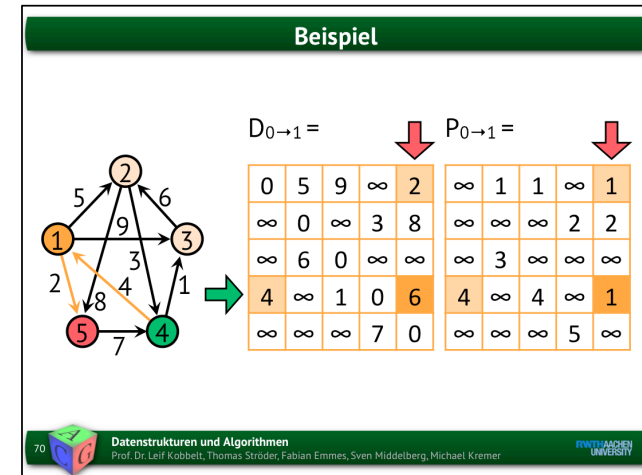 Beispiel
D0→1 =
P0→1 =
2
5
6
9
1
3
3
2
4
1
8
5
7
4
0 5 9 ∞ 2
∞ 0 ∞ 3 8
∞ 6 0 ∞ ∞
4 ∞ 1 0 6
∞ ∞ ∞ 7 0
∞ 1 1 ∞ 1
∞ ∞ ∞ 2 2
∞ 3 ∞ ∞ ∞
4 ∞ 4 ∞ 1
∞ ∞ ∞ 5 ∞
70
A
C G
Datenstrukturen und Algorithmen
Prof. Dr. Leif Kobbelt, Thomas Ströder, Fabian Emmes, Sven Middelberg, Michael Kremer
RWTHAACHEN
UNIVERSITY